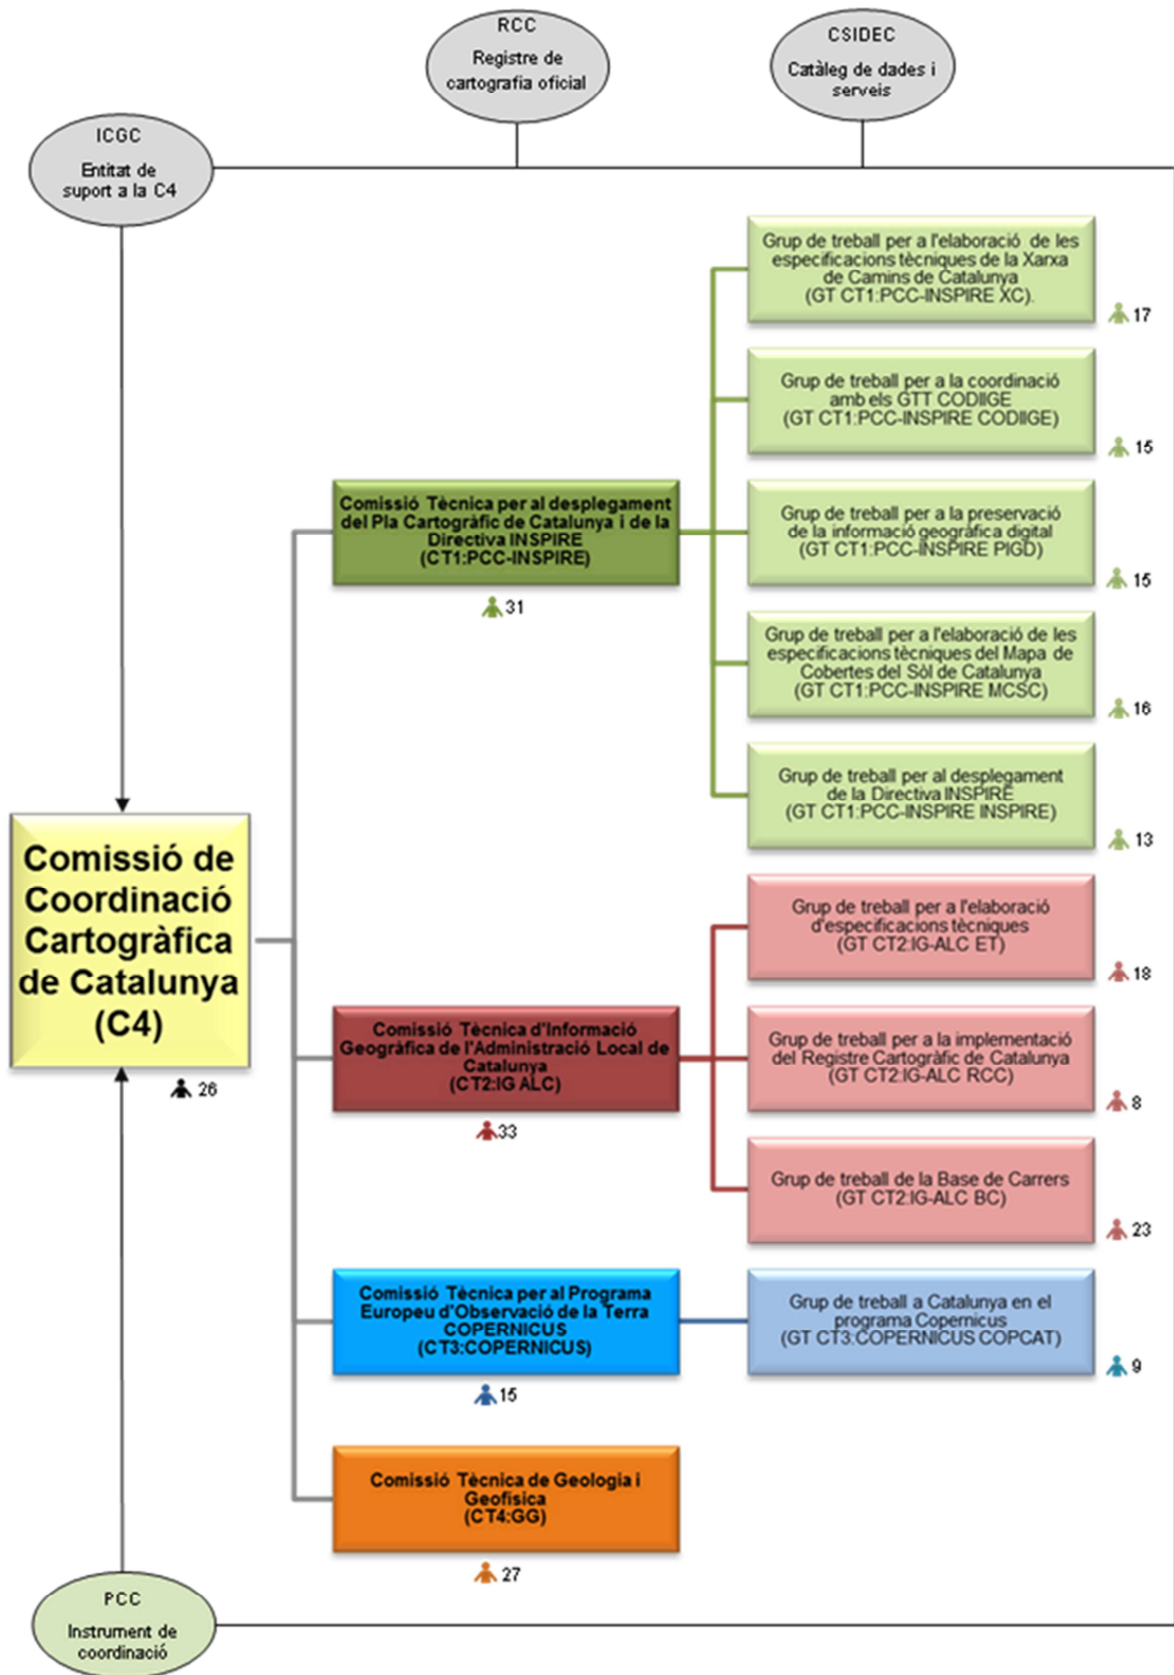 RCC
Registre de
cartografia oficial
CSIDEC
Catàleg de dades i
serveis
ICGC
Entitat de
suport a la C4
Grup de treball per a l'elaboració de les
especificacions tècniques de la Xarxa
de Camins de Catalunya
(GT CT1:PCC-INSPIRE XC).
17
Grup de treball per a la coordinació
amb els GTT CODIIGE
(GT CT1:PCC-INSPIRE CODIIGE)
15
Comissió Tècnica per al desplegament
del Pla Cartogràfic de Catalunya i de la
Directiva INSPIRE
(CT1:PCC-INSPIRE)
31
Grup de treball per a la preservació
de la informació geogràfica digital
(GT CT1:PCC-INSPIRE PIGD)
15
Grup de treball per a l'elaboració de les
especificacions tècniques del Mapa de
Cobertes del Sòl de Catalunya
(GT CT1:PCC-INSPIRE MCSC)
16
Grup de treball per al desplegament
de la Directiva INSPIRE
(GT CT1:PCC-INSPIRE INSPIRE)
13
Comissió de
Coordinació
Cartogràfica
de Catalunya
(C4)
26
Grup de treball per a l'elaboració
d'especificacions tècniques
(GT CT2:IG-ALC ET)
18
Comissió Tècnica d'Informació
Geogràfica de l'Administració Local de
Catalunya
(CT2:IG ALC)
33
Grup de treball per a la implementació
del Registre Cartogràfic de Catalunya
(GT CT2:IG-ALC RCC)
8
Grup de treball de la Base de Carrers
(GT CT2:IG-ALC BC)
23
Comissió Tècnica per al Programa
Europeu d'Observació de la Terra
COPERNICUS
(CT3:COPERNICUS)
15
Grup de treball a Catalunya en el
programa Copernicus
(GT CT3:COPERNICUS COPCAT)
9
Comissió Tècnica de Geologia i
Geofísica
(CT4:GG)
27
PCC
Instrument de
coordinació